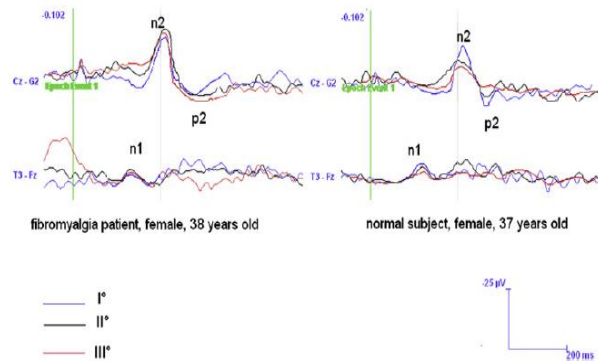 -0.102
n2
Cz - G2
Epoch Event 1
p2
n1
T3 - Fz
fibromyalgia patient, female, 38 years old
-0.102
n2
Cz - G2
Epoch Event 1
p2
n1
T3 - Fz
normal subject, female, 37 years old
I°
II°
III°
-25 µV
200 ms